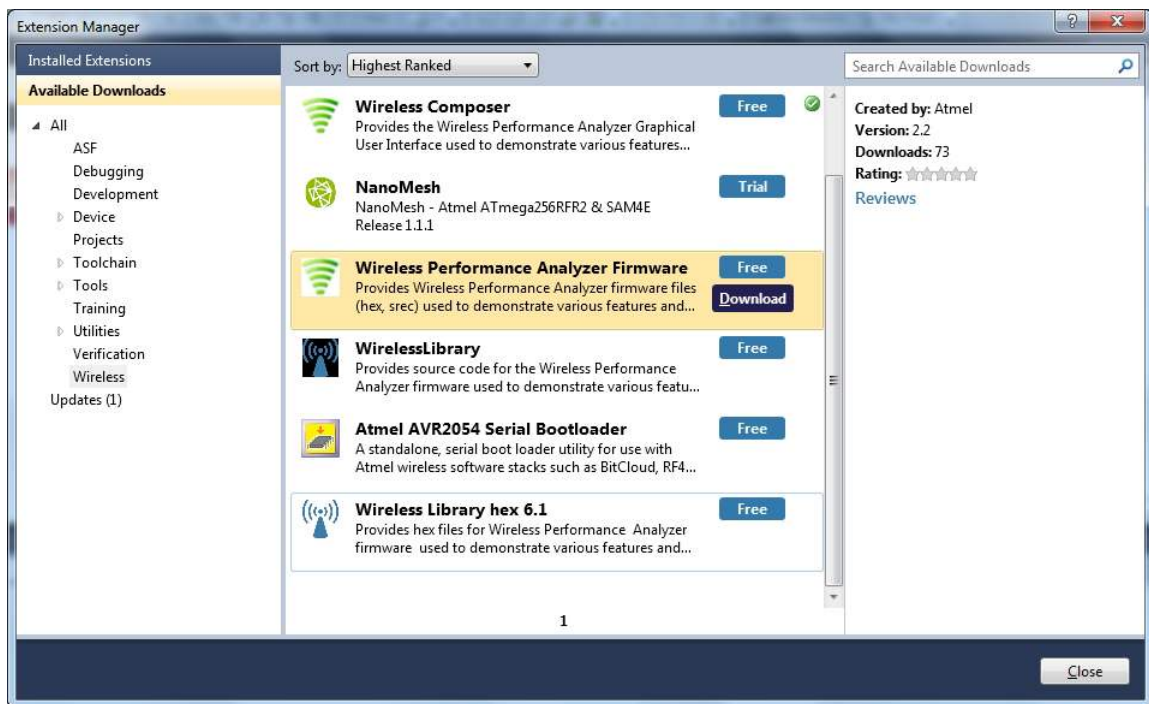 Extension Manager
Installed Extensions
Available Downloads
All
ASF
Debugging
Development
Device
Projects
Toolchain
Tools
Training
Utilities
Verification
Wireless
Updates (1)
Sort by: Highest Ranked
Wireless Composer
Free
Provides the Wireless Performance Analyzer Graphical
User Interface used to demonstrate various features...
NanoMesh
Trial
NanoMesh - Atmel ATmega256RFR2 & SAM4E
Release 1.1.1
Wireless Performance Analyzer Firmware
Free
Provides Wireless Performance Analyzer firmware files
(hex, srec) used to demonstrate various features and...
Download
WirelessLibrary
Free
Provides source code for the Wireless Performance
Analyzer firmware used to demonstrate various featu...
Atmel AVR2054 Serial Bootloader
Free
A standalone, serial boot loader utility for use with
Atmel wireless software stacks such as BitCloud, RF4...
Wireless Library hex 6.1
Free
Provides hex files for Wireless Performance Analyzer
firmware used to demonstrate various features and...
1
Search Available Downloads
Created by: Atmel
Version: 2.2
Downloads: 73
Rating:
Reviews
Close